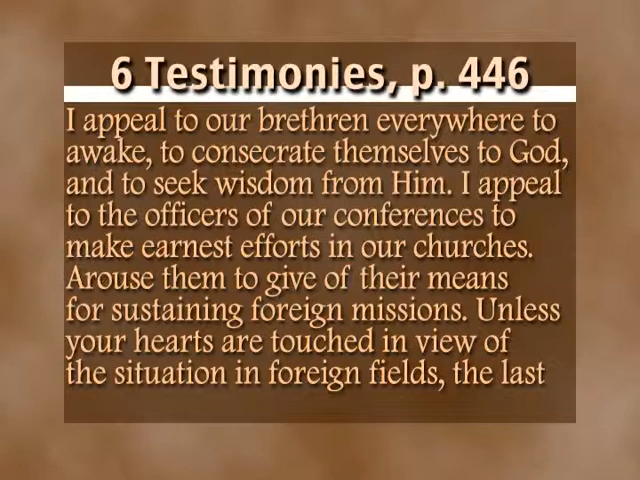 6 Testimonies, p. 446
I appeal to our brethren everywhere to
awake, to consecrate themselves to God,
and to seek wisdom from Him. I appeal
to the officers of our conferences to
make earnest efforts in our churches.
Arouse them to give of their means
for sustaining foreign missions. Unless
your hearts are touched in view of
the situation in foreign fields, the last